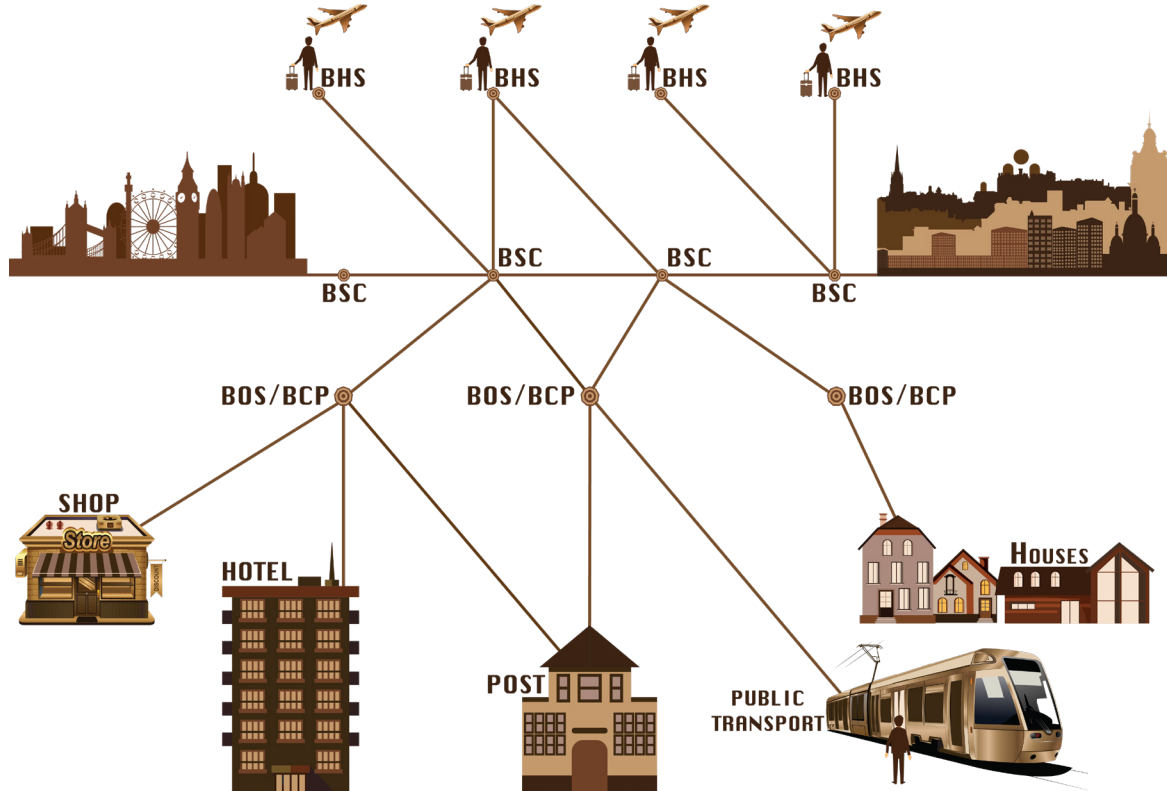 BHS
BHS
BHS
BHS
BSC
BSC
BSC
BSC
BOS/BCP
BOS/BCP
BOS/BCP
SHOP
Store
DISCOUNT
HOTEL
HOUSES
POST
PUBLIC
TRANSPORT